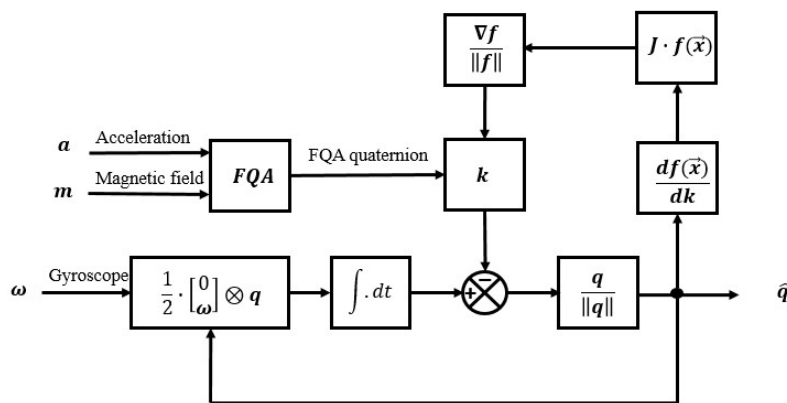 ∇f / ‖f‖
J · f(x⃗)
a Acceleration
m Magnetic field
FQA
FQA quaternion
k
df(x⃗) / dk
ω Gyroscope
1/2 · [0 ω] ⊗ q
∫ . dt
+ −
q / ‖q‖
q̂